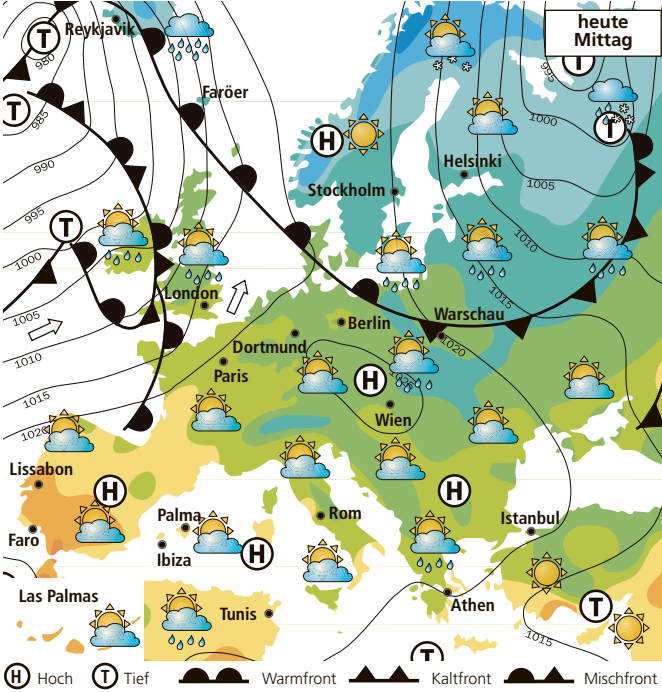 heute
Mittag
Reykjavik
T
T
980
Faröer
995
T
985
1000
T
H
Helsinki
990
Stockholm
1005
995
T
1010
1000
London
1015
1005
Berlin
Warschau
Dortmund
1020
1010
Paris
H
1015
Wien
1020
Lissabon
H
H
Palma
Rom
Istanbul
Faro
Ibiza
H
Las Palmas
Athen
T
Tunis
1015
T
H Hoch T Tief Warmfront Kaltfront Mischfront